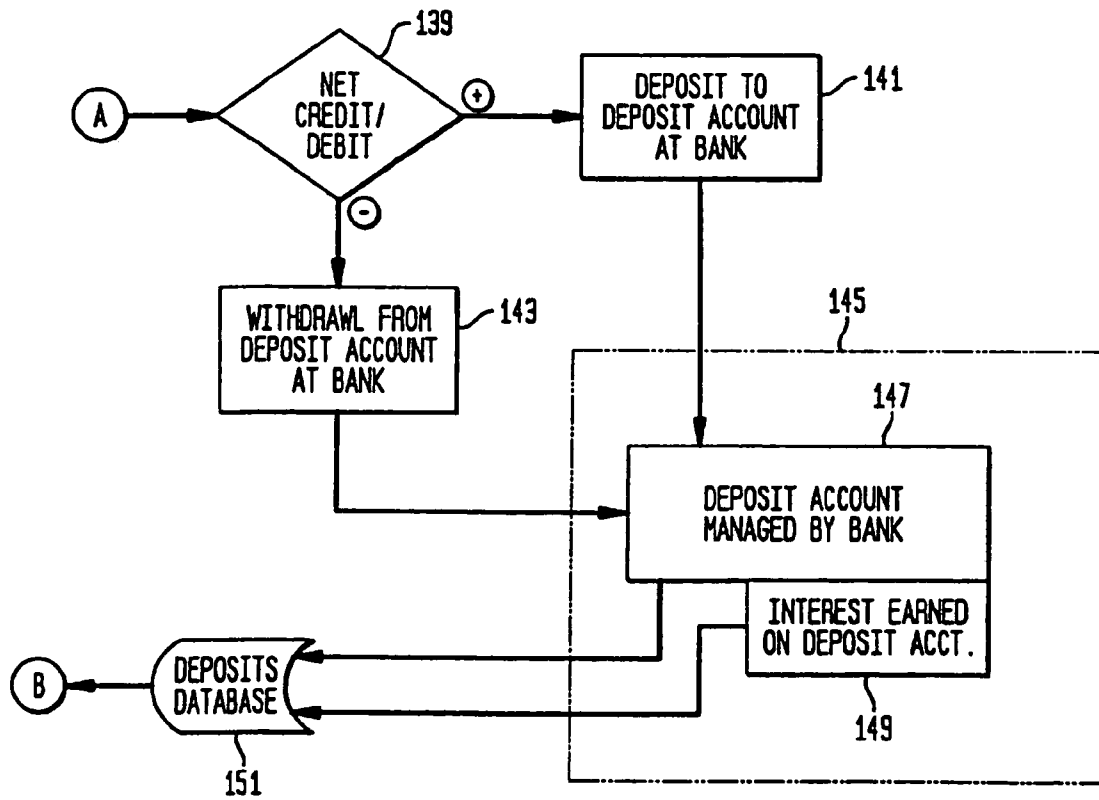 139
A
NET
CREDIT/
DEBIT
+
-
DEPOSIT TO
DEPOSIT ACCOUNT
AT BANK
141
WITHDRAWL FROM
DEPOSIT ACCOUNT
AT BANK
143
145
147
DEPOSIT ACCOUNT
MANAGED BY BANK
INTEREST EARNED
ON DEPOSIT ACCT.
149
DEPOSITS
DATABASE
B
151